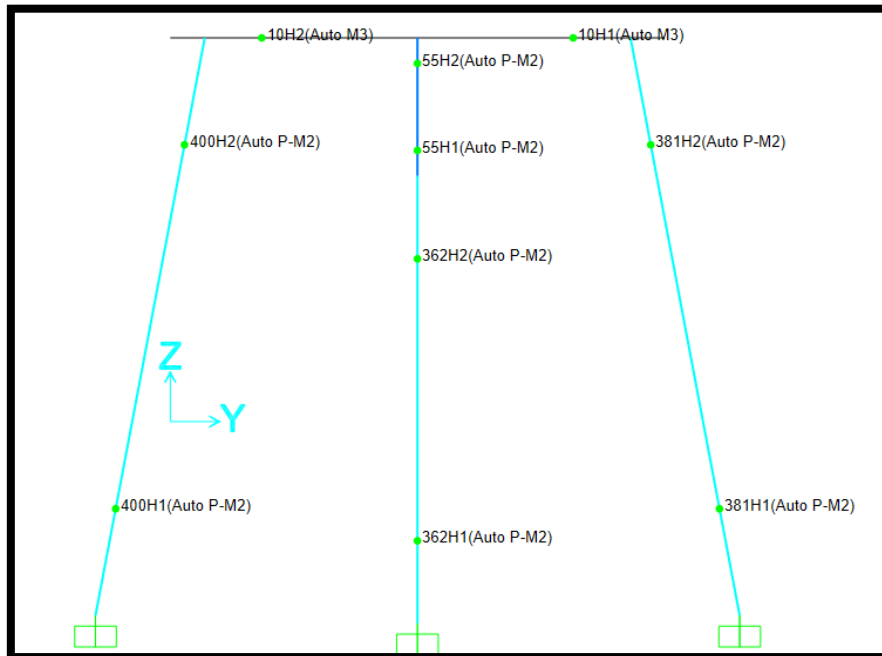 10H2(Auto M3)
10H1(Auto M3)
55H2(Auto P-M2)
400H2(Auto P-M2)
55H1(Auto P-M2)
381H2(Auto P-M2)
362H2(Auto P-M2)
Z
Y
400H1(Auto P-M2)
381H1(Auto P-M2)
362H1(Auto P-M2)